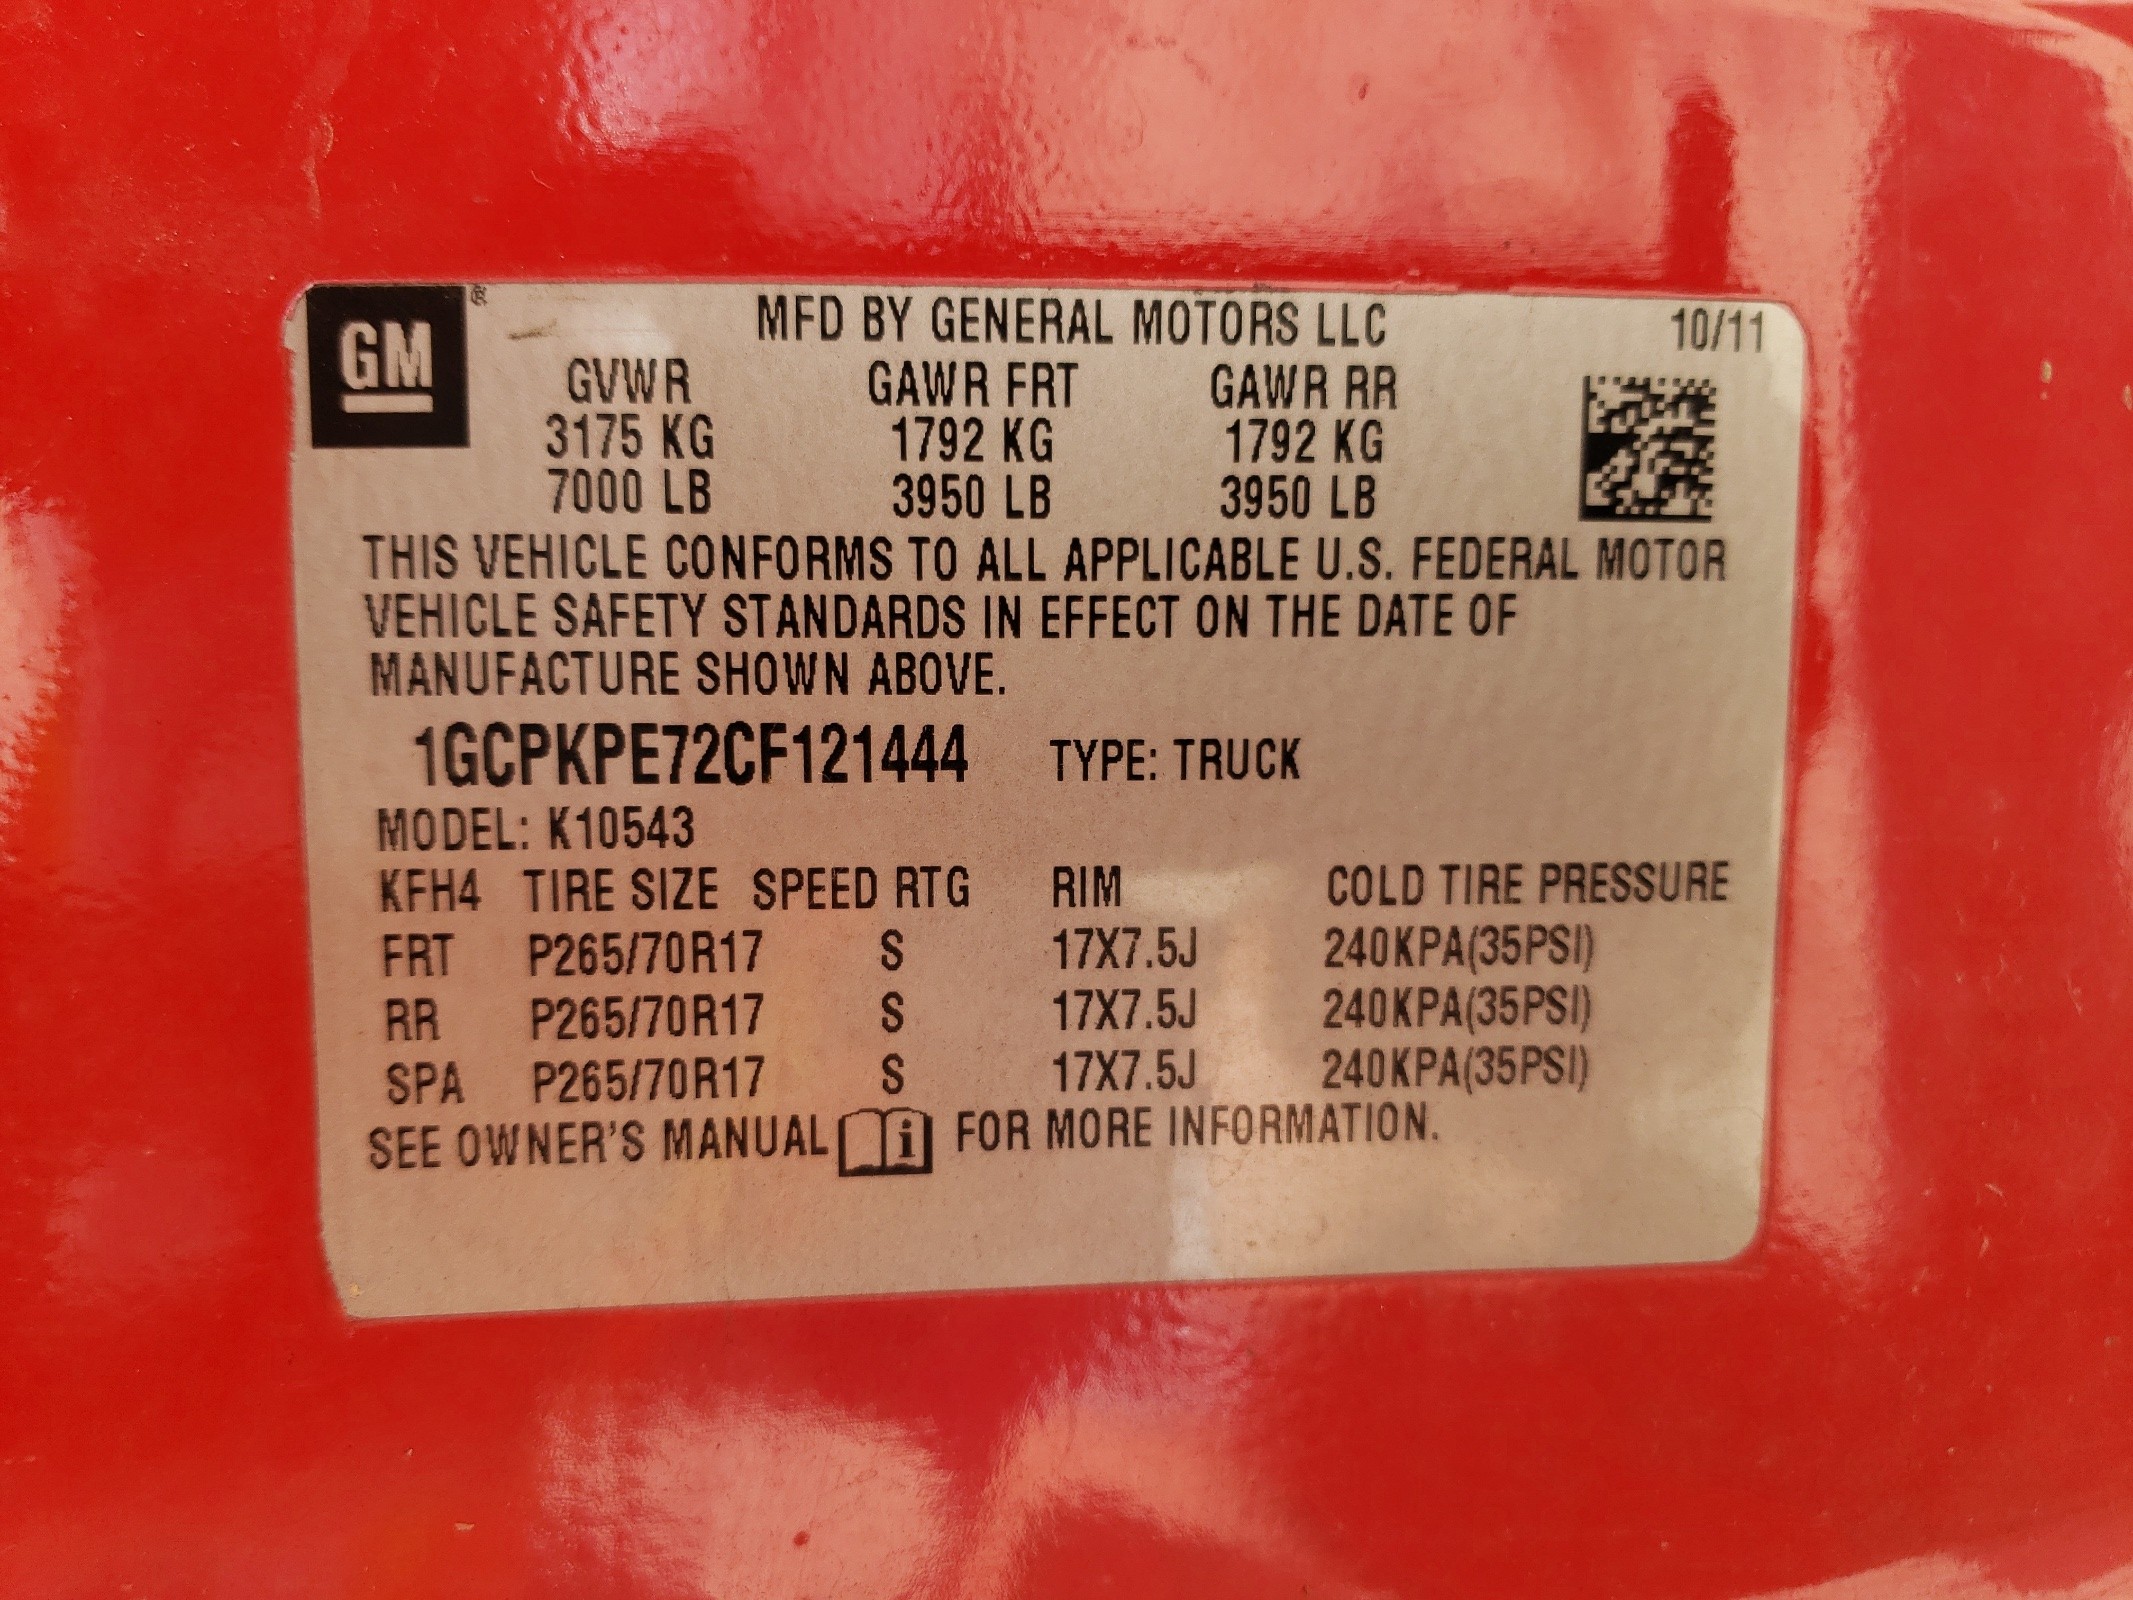 GM ®
MFD BY GENERAL MOTORS LLC 10/11
GVWR GAWR FRT GAWR RR
3175 KG 1792 KG 1792 KG
7000 LB 3950 LB 3950 LB
THIS VEHICLE CONFORMS TO ALL APPLICABLE U.S. FEDERAL MOTOR
VEHICLE SAFETY STANDARDS IN EFFECT ON THE DATE OF
MANUFACTURE SHOWN ABOVE.
1GCPKPE72CF121444 TYPE: TRUCK
MODEL: K10543
KFH4 TIRE SIZE SPEED RTG RIM COLD TIRE PRESSURE
FRT P265/70R17 S 17X7.5J 240KPA(35PSI)
RR P265/70R17 S 17X7.5J 240KPA(35PSI)
SPA P265/70R17 S 17X7.5J 240KPA(35PSI)
SEE OWNER'S MANUAL i FOR MORE INFORMATION.